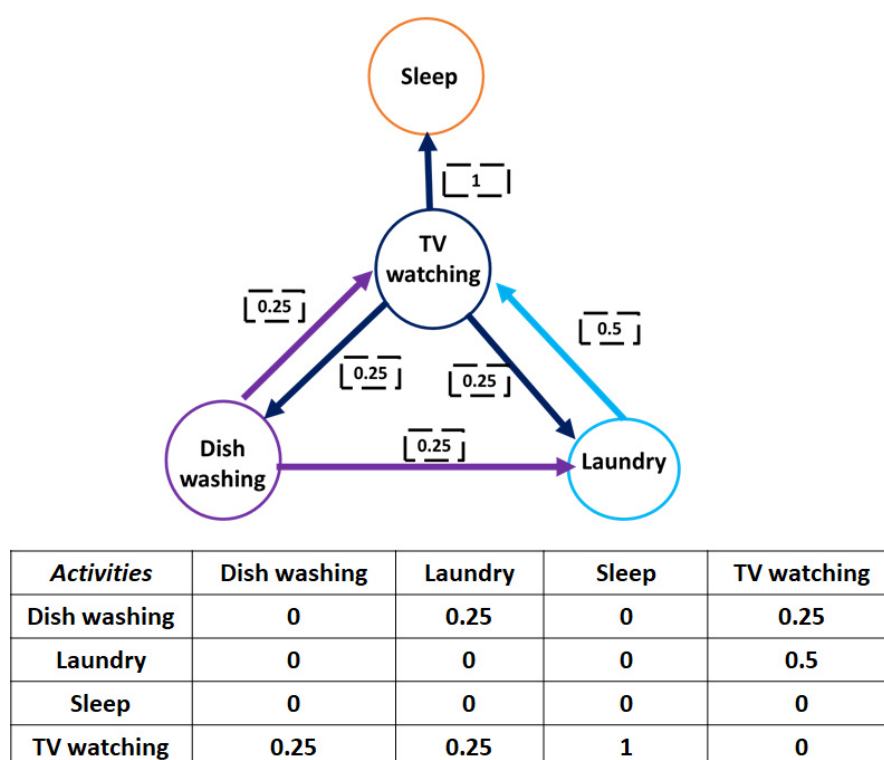 Sleep
1
TV
watching
0.25
0.5
0.25
0.25
Dish
washing
0.25
Laundry
Activities Dish washing Laundry Sleep TV watching
Dish washing 0 0.25 0 0.25
Laundry 0 0 0 0.5
Sleep 0 0 0 0
TV watching 0.25 0.25 1 0